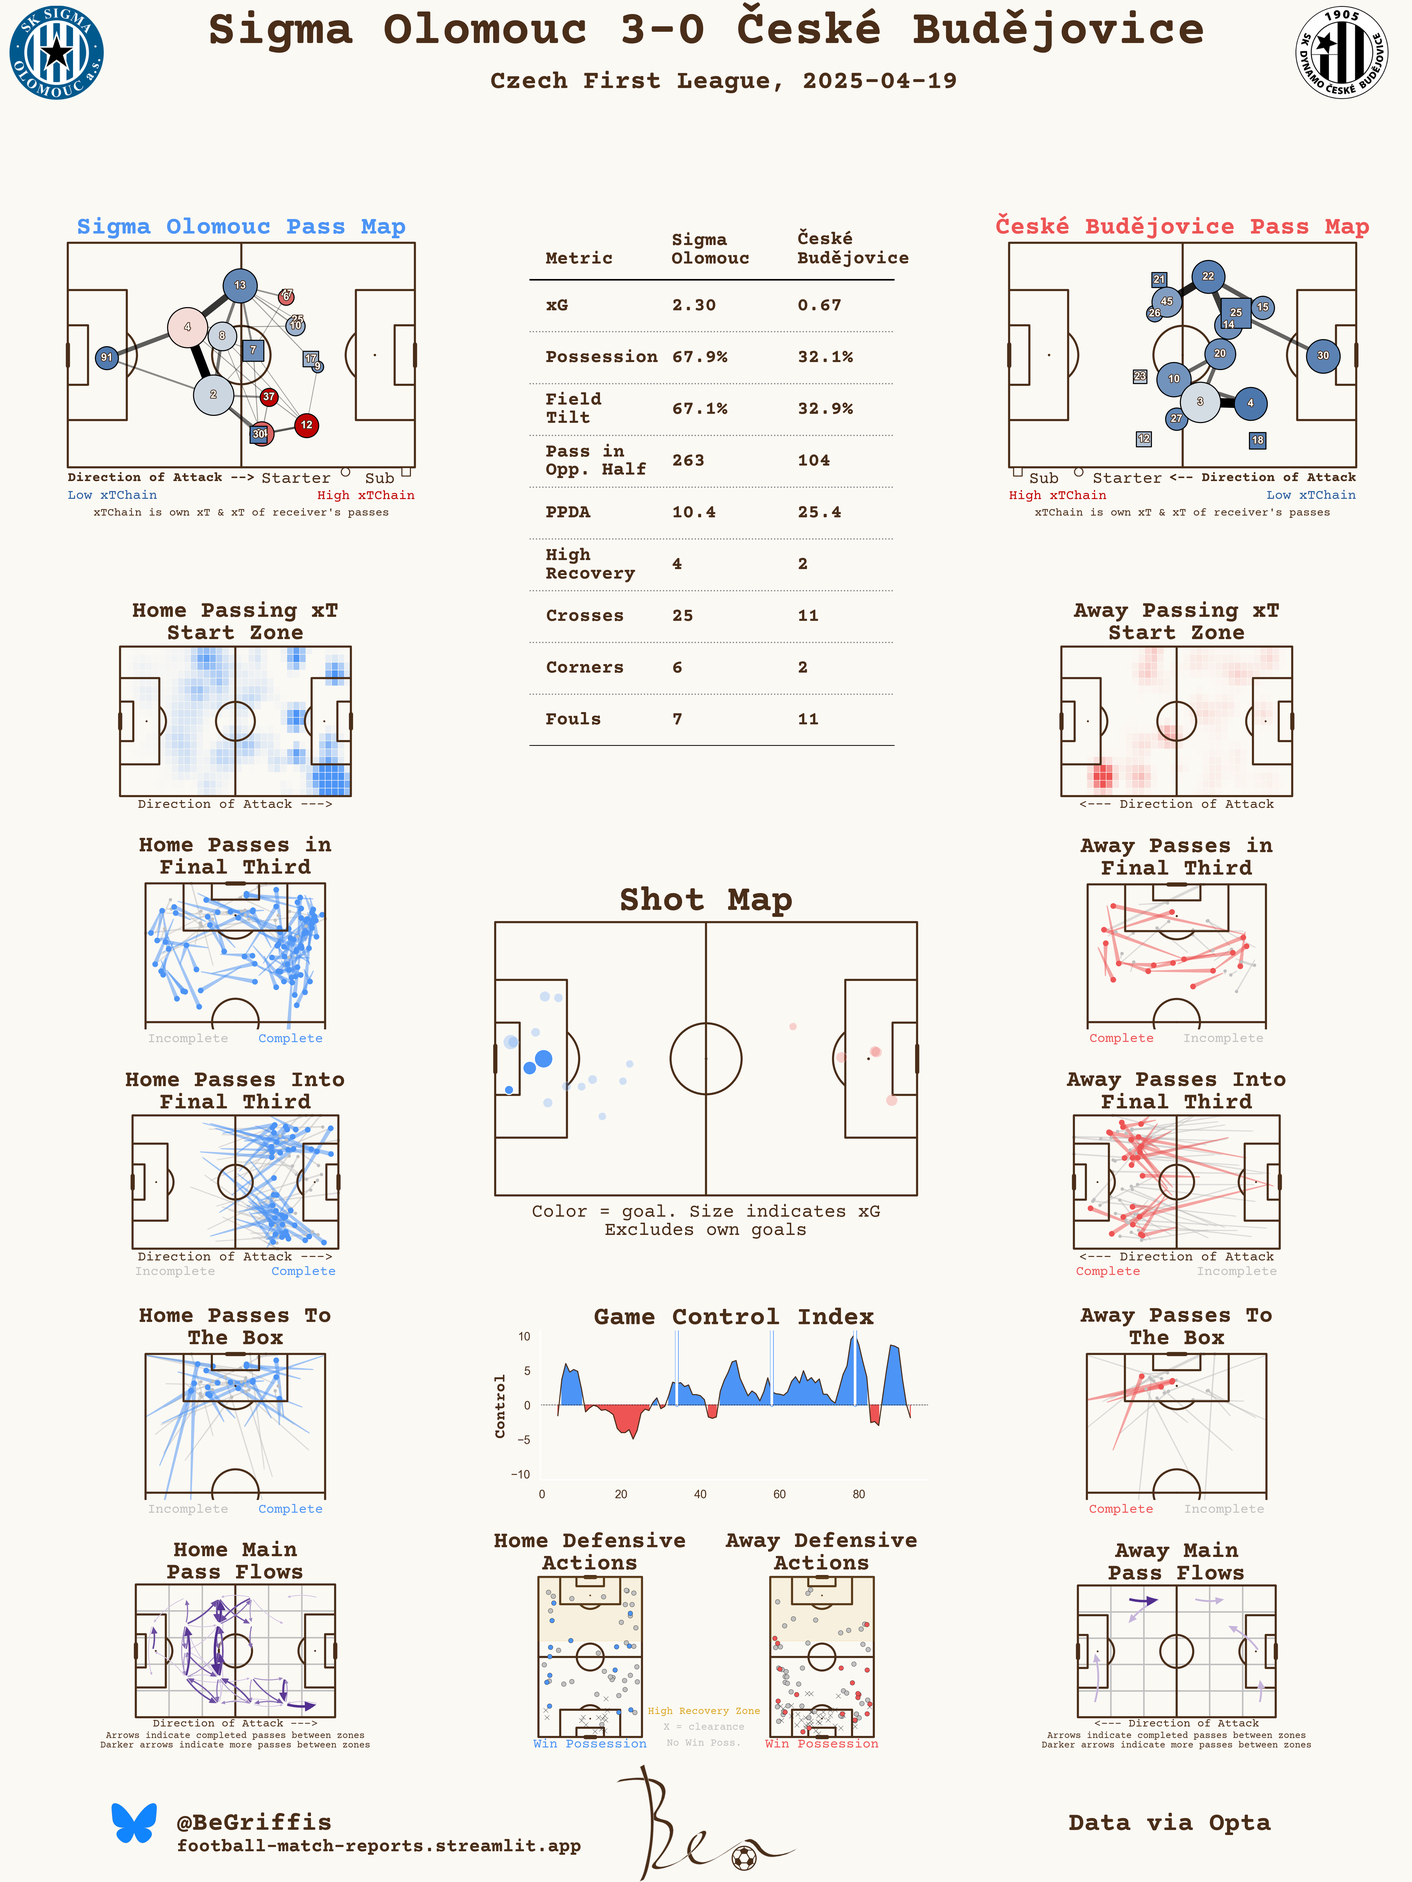 Sigma Olomouc 3-0 České Budějovice
Czech First League, 2025-04-19
SK SIGMA
OLOMOUC a.s.
1905
SK DYNAMO ČESKÉ BUDĚJOVICE
Sigma Olomouc Pass Map
13
6
4
8
10
7
17
9
91
2
37
12
30
Direction of Attack --> Starter Sub
Low xTChain High xTChain
xTChain is own xT & xT of receiver's passes
Metric Sigma Olomouc České Budějovice
xG 2.30 0.67
Possession 67.9% 32.1%
Field Tilt 67.1% 32.9%
Pass in Opp. Half 263 104
PPDA 10.4 25.4
High Recovery 4 2
Crosses 25 11
Corners 6 2
Fouls 7 11
České Budějovice Pass Map
21
22
45
26
25
15
14
20
30
23
10
3
4
27
12
18
Sub Starter <-- Direction of Attack
High xTChain Low xTChain
xTChain is own xT & xT of receiver's passes
Home Passing xT
Start Zone
Direction of Attack --->
Away Passing xT
Start Zone
<--- Direction of Attack
Home Passes in
Final Third
Incomplete Complete
Away Passes in
Final Third
Complete Incomplete
Shot Map
Color = goal. Size indicates xG
Excludes own goals
Home Passes Into
Final Third
Direction of Attack --->
Incomplete Complete
Away Passes Into
Final Third
<--- Direction of Attack
Complete Incomplete
Home Passes To
The Box
Incomplete Complete
Game Control Index
Control
10
5
0
−5
−10
0 20 40 60 80
Away Passes To
The Box
Complete Incomplete
Home Main
Pass Flows
Direction of Attack --->
Arrows indicate completed passes between zones
Darker arrows indicate more passes between zones
Home Defensive
Actions
Win Possession
High Recovery Zone
X = clearance
No Win Poss.
Away Defensive
Actions
Win Possession
Away Main
Pass Flows
<--- Direction of Attack
Arrows indicate completed passes between zones
Darker arrows indicate more passes between zones
@BeGriffis
football-match-reports.streamlit.app
Ben
Data via Opta